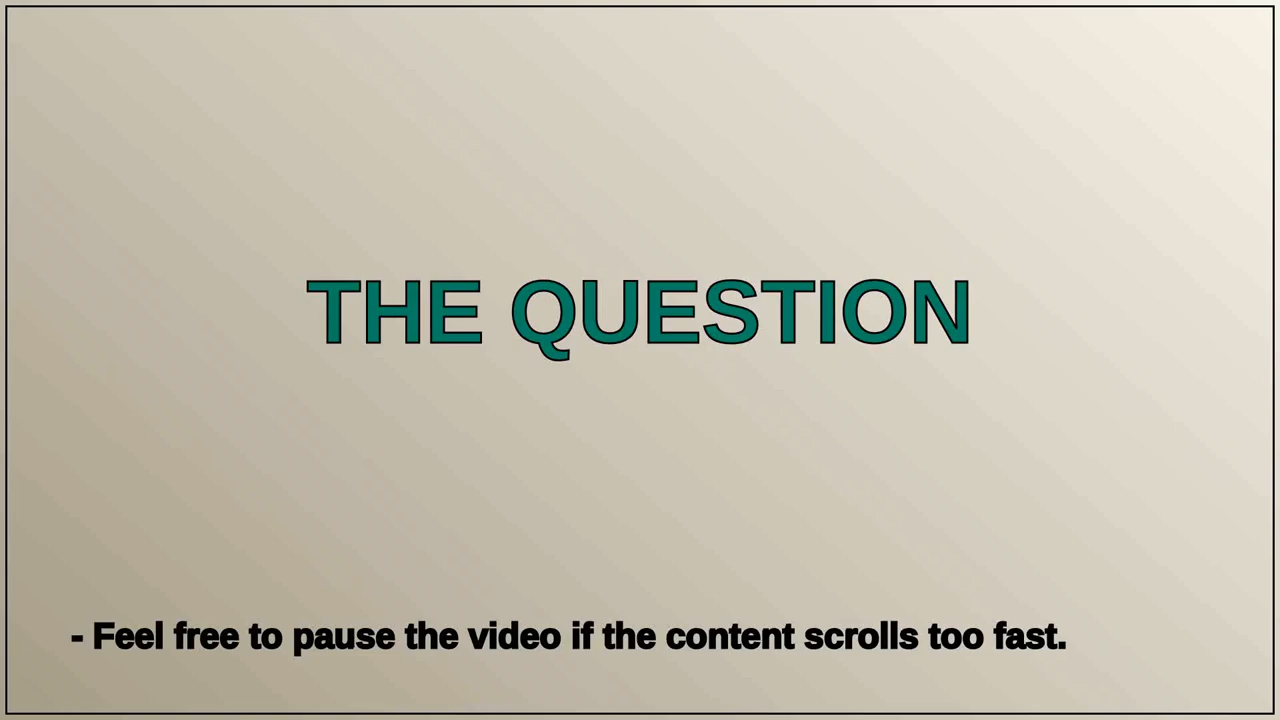 THE QUESTION
- Feel free to pause the video if the content scrolls too fast.